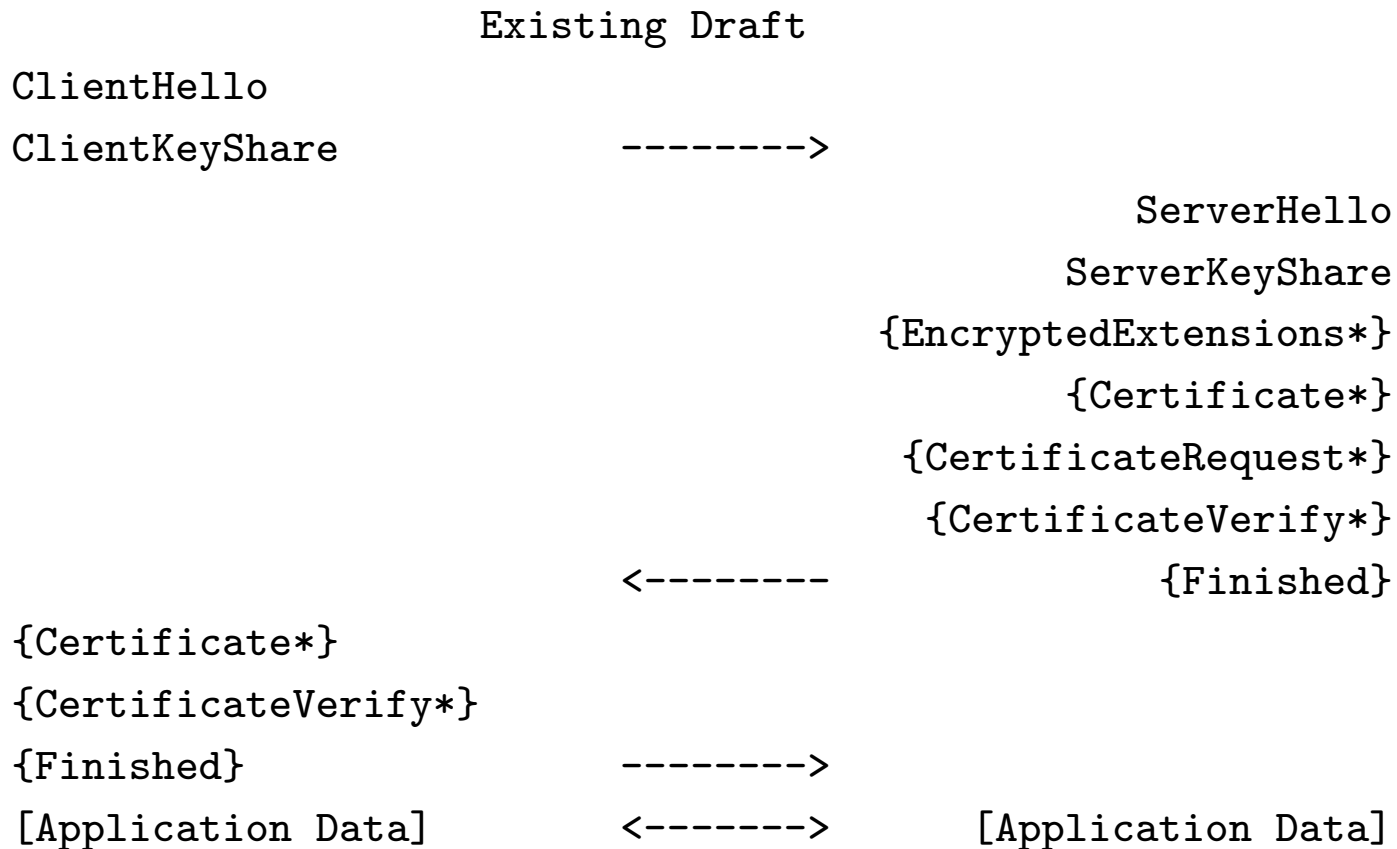 Existing Draft
ClientHello
ClientKeyShare -------->
ServerHello
ServerKeyShare
{EncryptedExtensions*}
{Certificate*}
{CertificateRequest*}
{CertificateVerify*}
<-------- {Finished}
{Certificate*}
{CertificateVerify*}
{Finished} -------->
[Application Data] <-------> [Application Data]